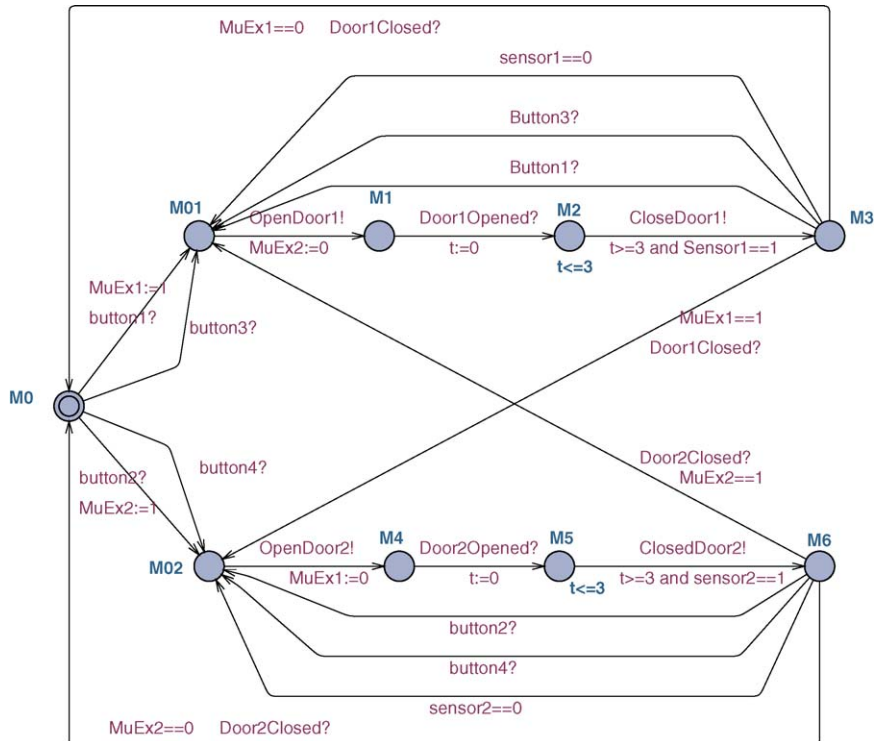 MuEx1==0 Door1Closed?
sensor1==0
Button3?
Button1?
M01
M1
M2
M3
OpenDoor1!
Door1Opened?
CloseDoor1!
MuEx2:=0
t:=0
t<=3
t>=3 and Sensor1==1
MuEx1:=1
button1?
button3?
MuEx1==1
Door1Closed?
M0
button2?
MuEx2:=1
button4?
Door2Closed?
MuEx2==1
M02
M4
M5
M6
OpenDoor2!
Door2Opened?
ClosedDoor2!
MuEx1:=0
t:=0
t<=3
t>=3 and sensor2==1
button2?
button4?
sensor2==0
MuEx2==0 Door2Closed?